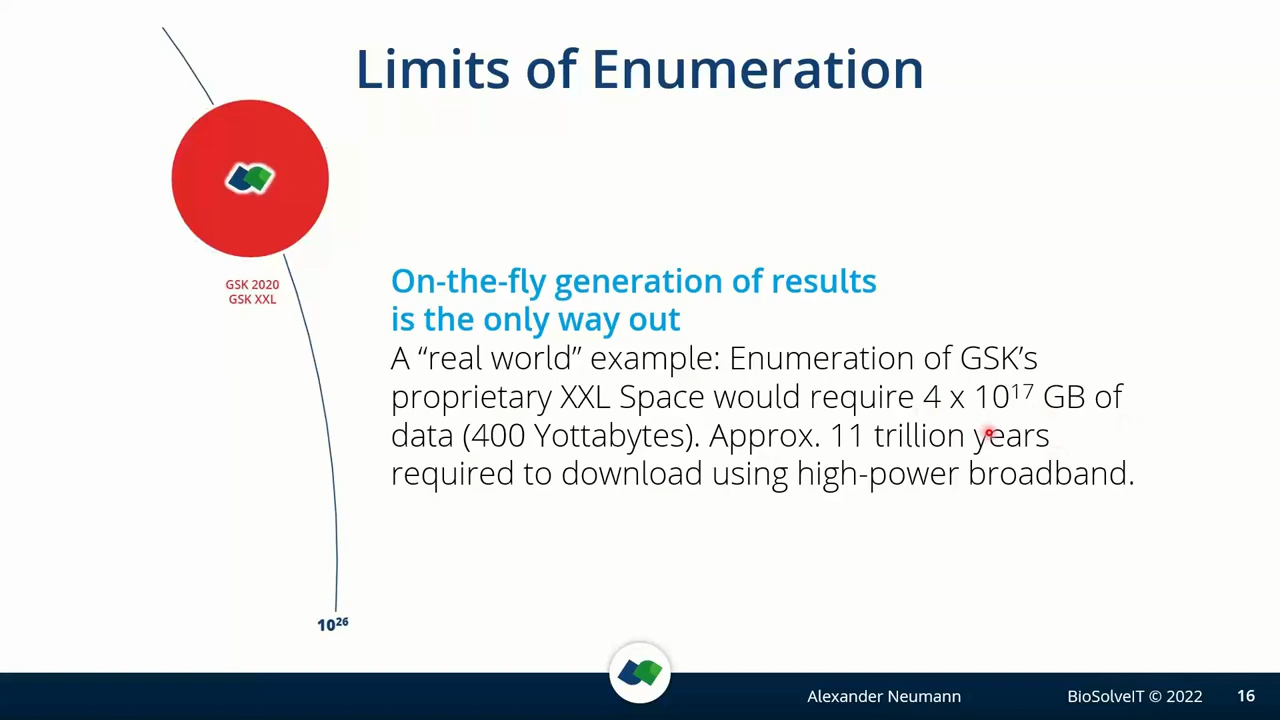 Limits of Enumeration
GSK 2020
GSK XXL
On-the-fly generation of results
is the only way out
A “real world” example: Enumeration of GSK’s
proprietary XXL Space would require 4 x 10¹⁷ GB of
data (400 Yottabytes). Approx. 11 trillion years
required to download using high-power broadband.
10²⁶
Alexander Neumann
BioSolveIT © 2022
16